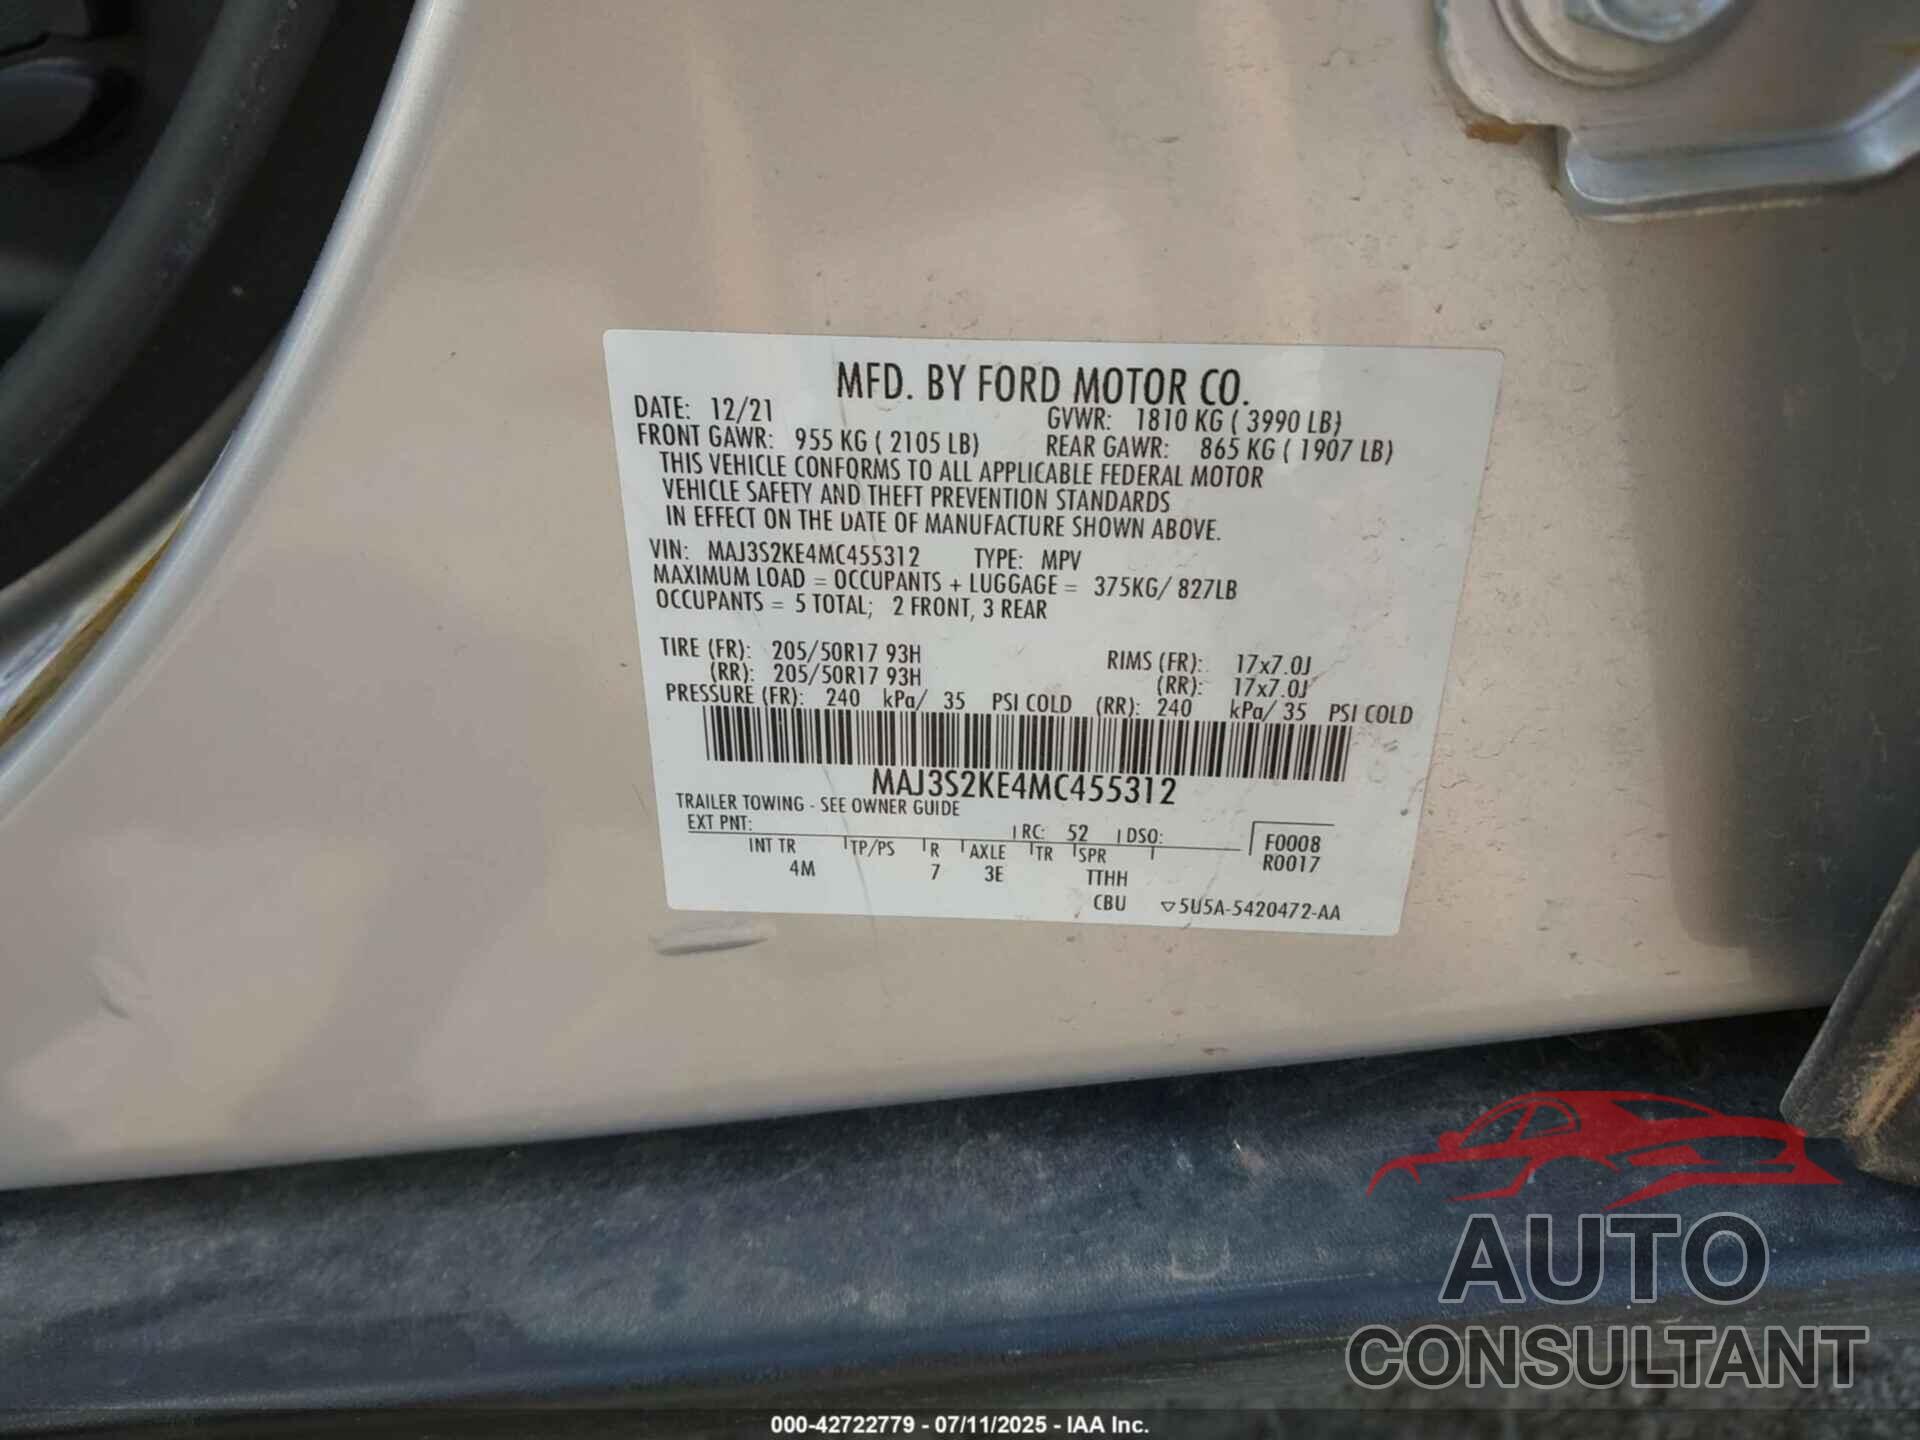 MFD. BY FORD MOTOR CO.
DATE: 12/21 GVWR: 1810 KG ( 3990 LB)
FRONT GAWR: 955 KG ( 2105 LB) REAR GAWR: 865 KG ( 1907 LB)
THIS VEHICLE CONFORMS TO ALL APPLICABLE FEDERAL MOTOR
VEHICLE SAFETY AND THEFT PREVENTION STANDARDS
IN EFFECT ON THE DATE OF MANUFACTURE SHOWN ABOVE.
VIN: MAJ3S2KE4MC455312 TYPE: MPV
MAXIMUM LOAD = OCCUPANTS + LUGGAGE = 375KG/ 827LB
OCCUPANTS = 5 TOTAL; 2 FRONT, 3 REAR
TIRE (FR): 205/50R17 93H RIMS (FR): 17x7.0J
(RR): 205/50R17 93H (RR): 17x7.0J
PRESSURE (FR): 240 kPa/ 35 PSI COLD (RR): 240 kPa/ 35 PSI COLD
MAJ3S2KE4MC455312
TRAILER TOWING - SEE OWNER GUIDE
EXT PNT: RC: 52 DSO: F0008
INT TR TP/PS R AXLE TR SPR R0017
4M 7 3E TTHH
CBU ▽5U5A-5420472-AA
AUTO
CONSULTANT
000-42722779 - 07/11/2025 - IAA Inc.